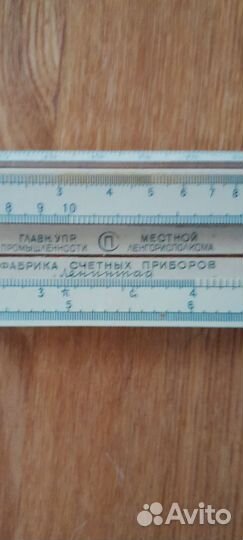 3 4 5 6 7 8
8 9 10
ГЛАВН.УПР. П МЕСТНОЙ
ПРОМЫШЛЕННОСТИ ЛЕНГОРИСПОЛКОМА
ФАБРИКА СЧЕТНЫХ ПРИБОРОВ
Ленинград
3 π C 4
5 6
Avito